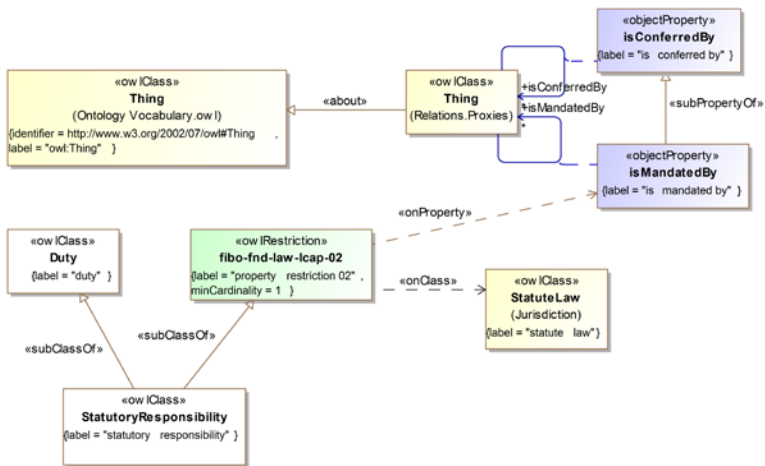 «objectProperty»
isConferredBy
{label = "is conferred by" }
«owlClass»
Thing
(Ontology Vocabulary.owl)
{identifier = http://www.w3.org/2002/07/owl#Thing ,
label = "owl:Thing" }
«about»
«owlClass»
Thing
(Relations.Proxies)
+isConferredBy
*
+isMandatedBy
*
«subPropertyOf»
«objectProperty»
isMandatedBy
{label = "is mandated by" }
«onProperty»
«owlClass»
Duty
{label = "duty" }
«owlRestriction»
fibo-fnd-law-lcap-02
{label = "property restriction 02" ,
minCardinality = 1 }
«onClass»
«owlClass»
StatuteLaw
(Jurisdiction)
{label = "statute law"}
«subClassOf»
«subClassOf»
«owlClass»
StatutoryResponsibility
{label = "statutory responsibility" }